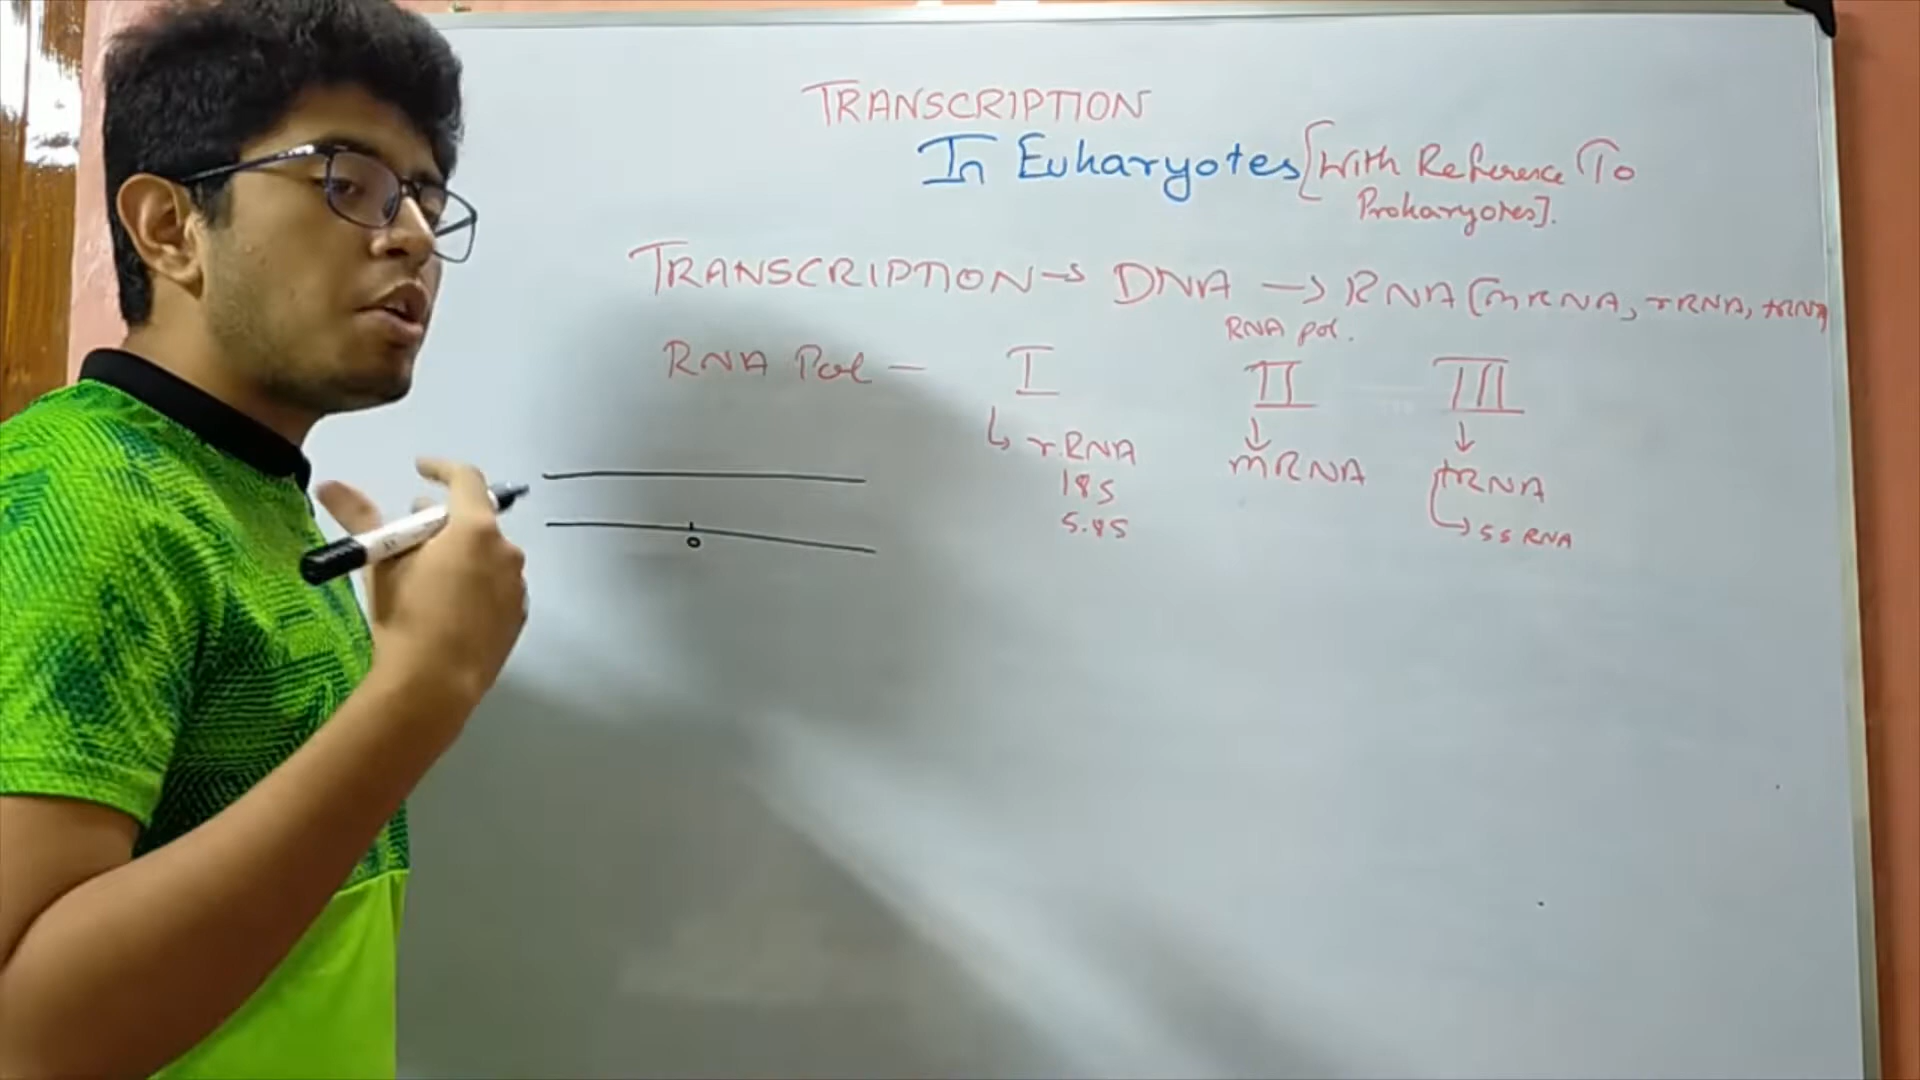 TRANSCRIPTION
In Eukaryotes [With Reference To
Prokaryotes].
TRANSCRIPTION → DNA → RNA (mRNA, rRNA, tRNA
RNA pol.
RNA Pol — I II III
↳ r.RNA ↓ mRNA ↓ tRNA
18S
5.8S ↳ 5S RNA
0